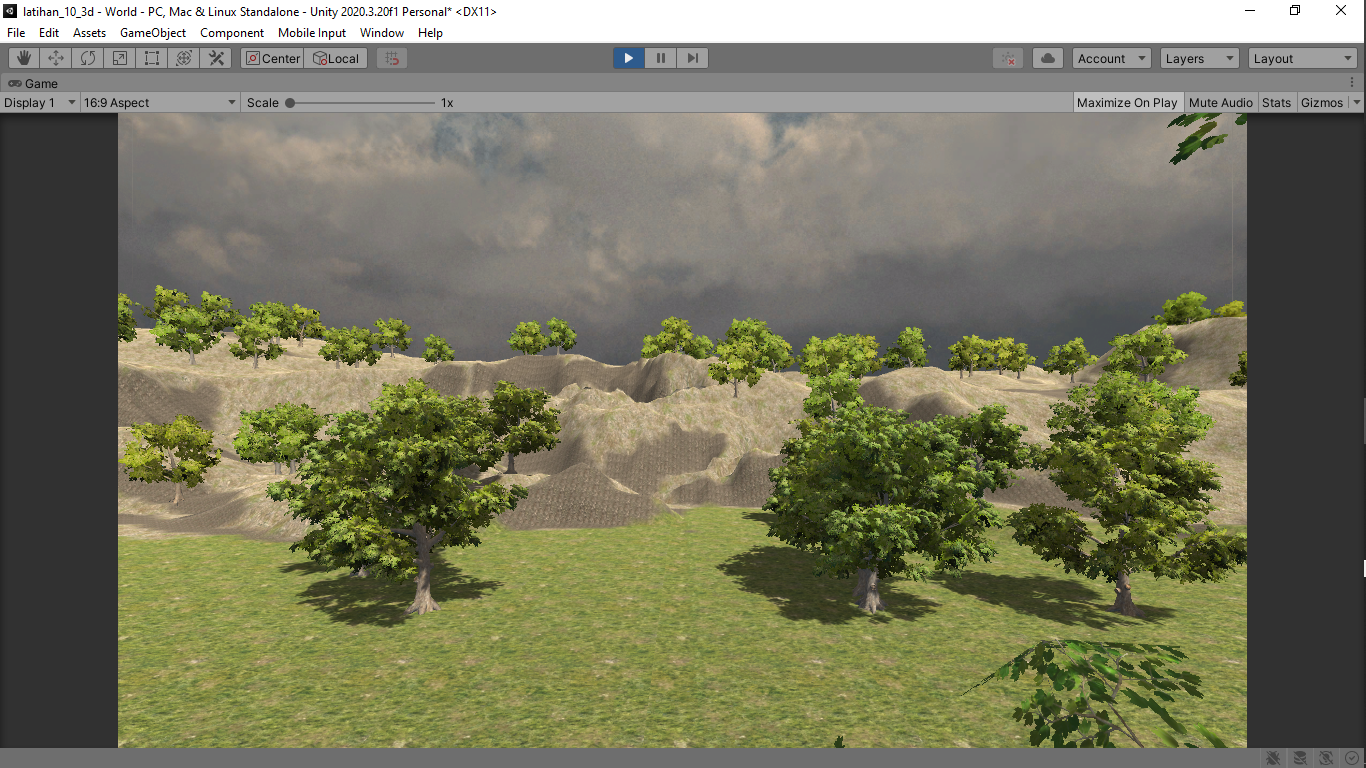 latihan_10_3d - World - PC, Mac & Linux Standalone - Unity 2020.3.20f1 Personal* <DX11>
File Edit Assets GameObject Component Mobile Input Window Help
Center Local Account Layers Layout
Game
Display 1 16:9 Aspect Scale 1x Maximize On Play Mute Audio Stats Gizmos